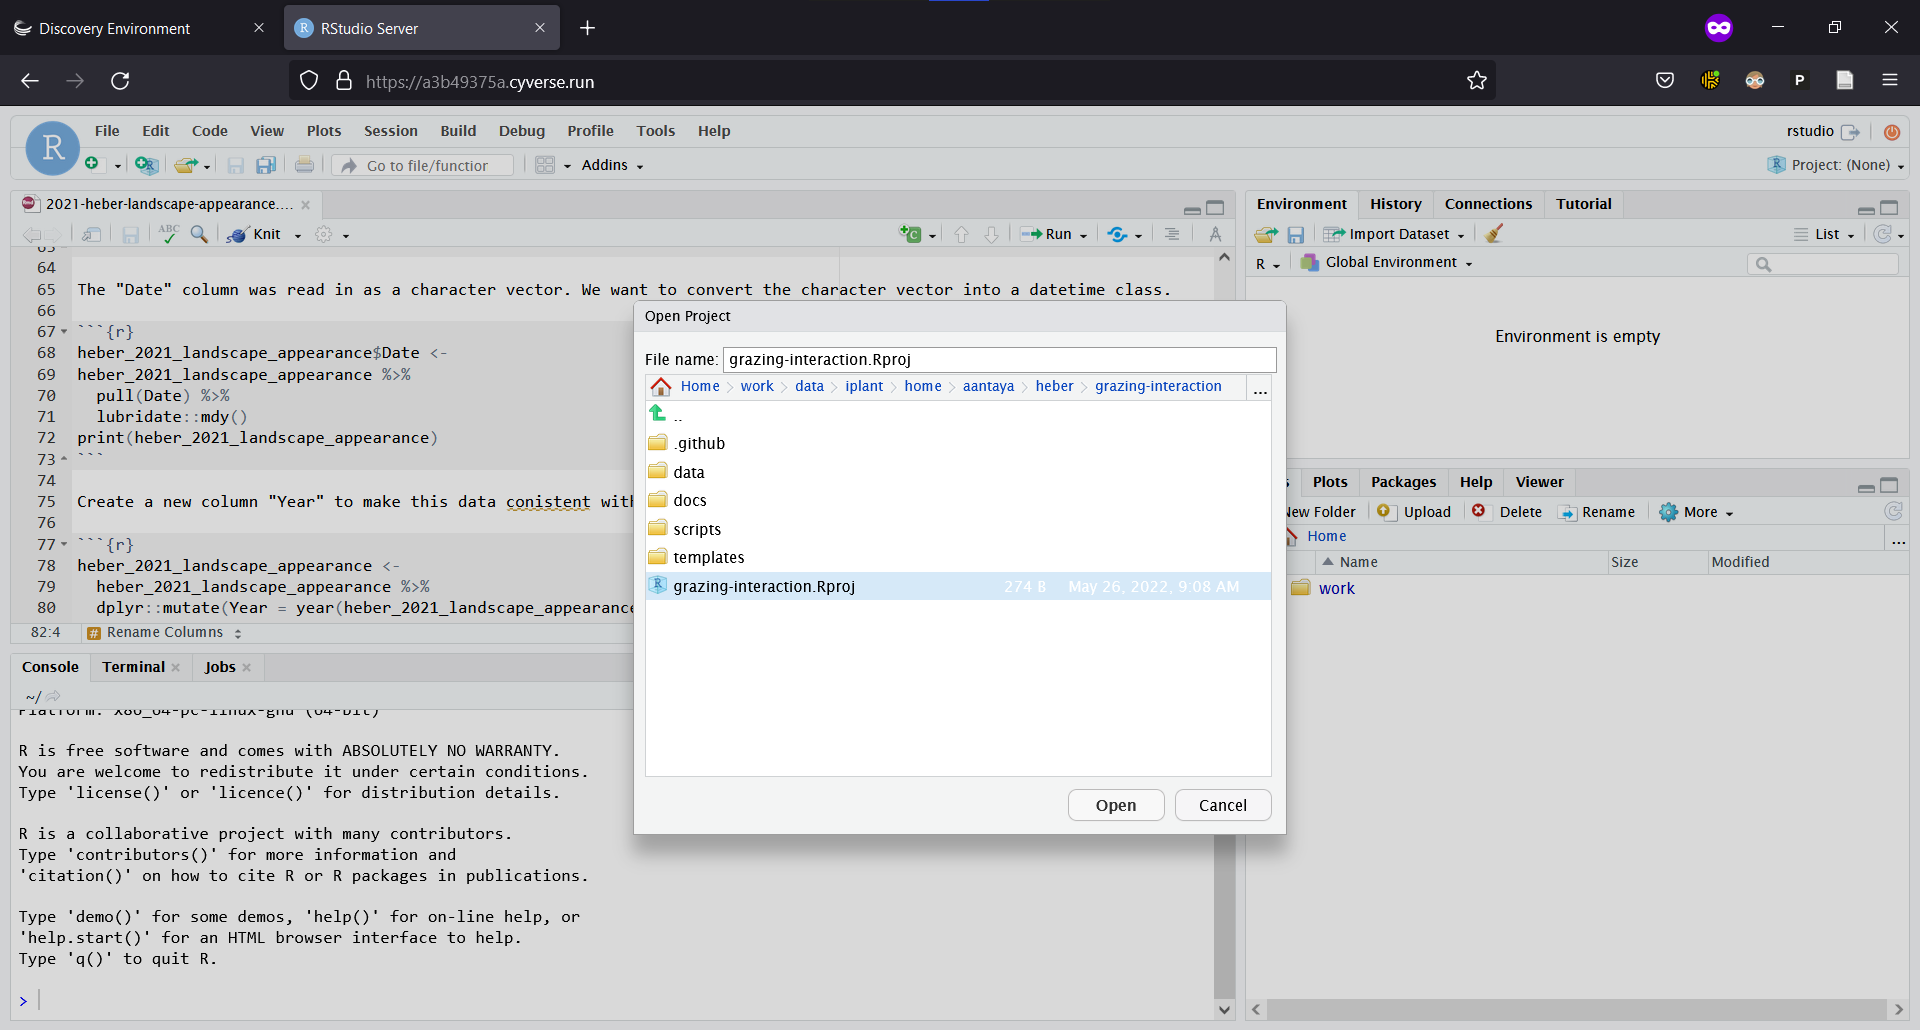 Discovery Environment
RStudio Server
https://a3b49375a.cyverse.run
P
R
File Edit Code View Plots Session Build Debug Profile Tools Help
rstudio
Go to file/function
Addins
Project: (None)
2021-heber-landscape-appearance....
ABC
Knit
Run
64
65 The "Date" column was read in as a character vector. We want to convert the character vector into a datetime class.
66
67 ```{r}
68 heber_2021_landscape_appearance$Date <-
69 heber_2021_landscape_appearance %>%
70 pull(Date) %>%
71 lubridate::mdy()
72 print(heber_2021_landscape_appearance)
73 ```
74
75 Create a new column "Year" to make this data conistent with
76
77 ```{r}
78 heber_2021_landscape_appearance <-
79 heber_2021_landscape_appearance %>%
80 dplyr::mutate(Year = year(heber_2021_landscape_appearance
82:4 # Rename Columns
Console Terminal Jobs
~/
Platform: x86_64-pc-linux-gnu (64-bit)
R is free software and comes with ABSOLUTELY NO WARRANTY.
You are welcome to redistribute it under certain conditions.
Type 'license()' or 'licence()' for distribution details.
R is a collaborative project with many contributors.
Type 'contributors()' for more information and
'citation()' on how to cite R or R packages in publications.
Type 'demo()' for some demos, 'help()' for on-line help, or
'help.start()' for an HTML browser interface to help.
Type 'q()' to quit R.
>
Open Project
File name: grazing-interaction.Rproj
Home work data iplant home aantaya heber grazing-interaction ...
..
.github
data
docs
scripts
templates
grazing-interaction.Rproj 274 B May 26, 2022, 9:08 AM
Open Cancel
Environment History Connections Tutorial
Import Dataset
List
R Global Environment
Environment is empty
s Plots Packages Help Viewer
New Folder Upload Delete Rename More
Home ...
Name Size Modified
work